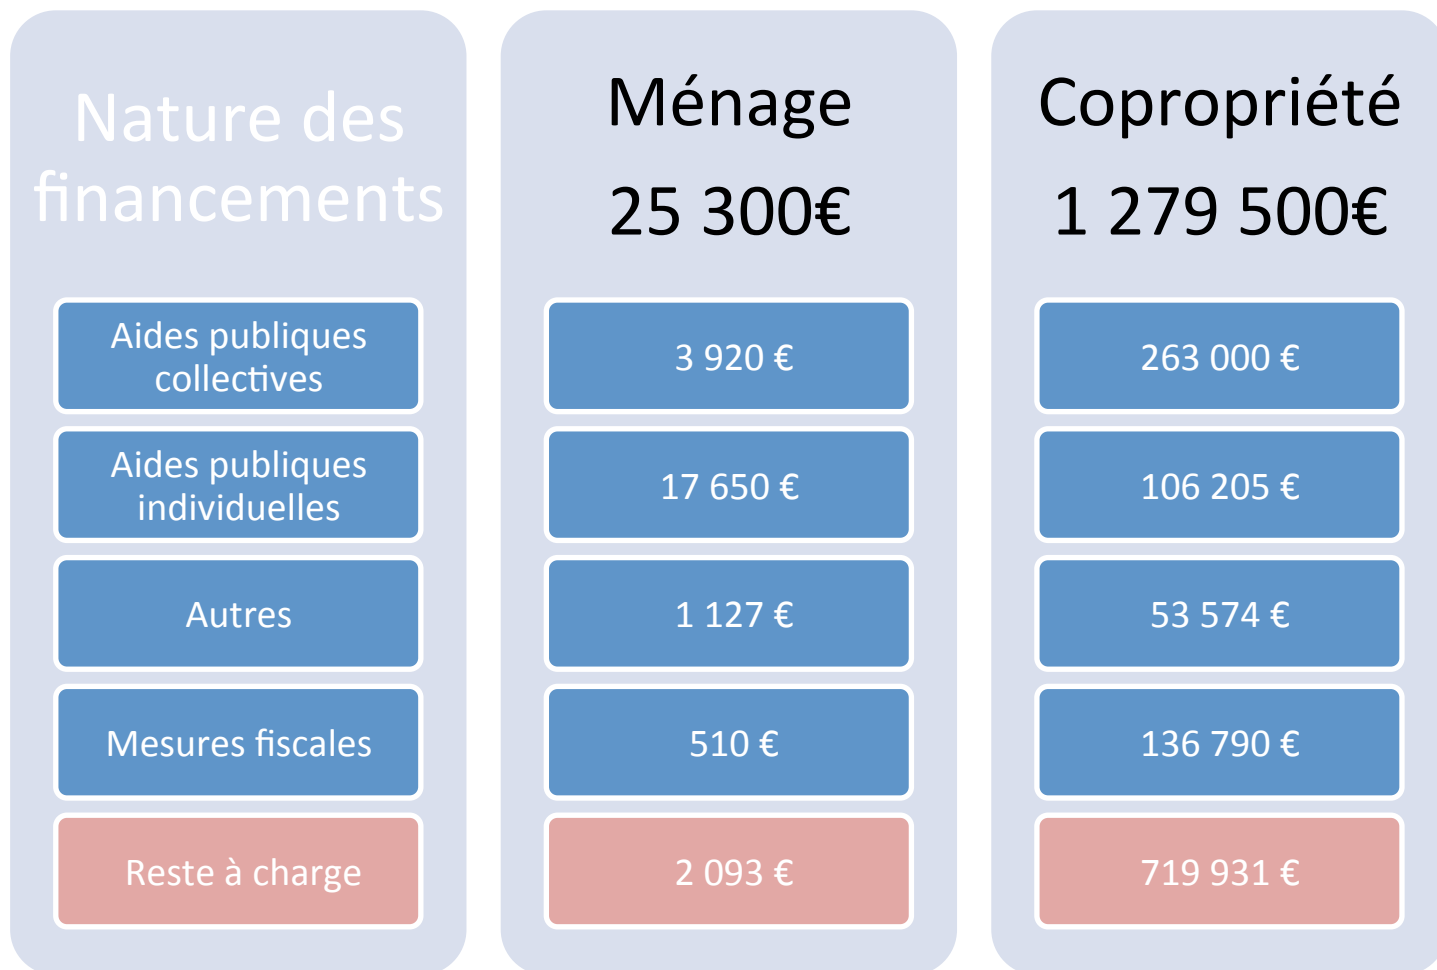 Nature des
financements
Ménage
25 300€
Copropriété
1 279 500€
Aides publiques
collectives
3 920 €
263 000 €
Aides publiques
individuelles
17 650 €
106 205 €
Autres
1 127 €
53 574 €
Mesures fiscales
510 €
136 790 €
Reste à charge
2 093 €
719 931 €